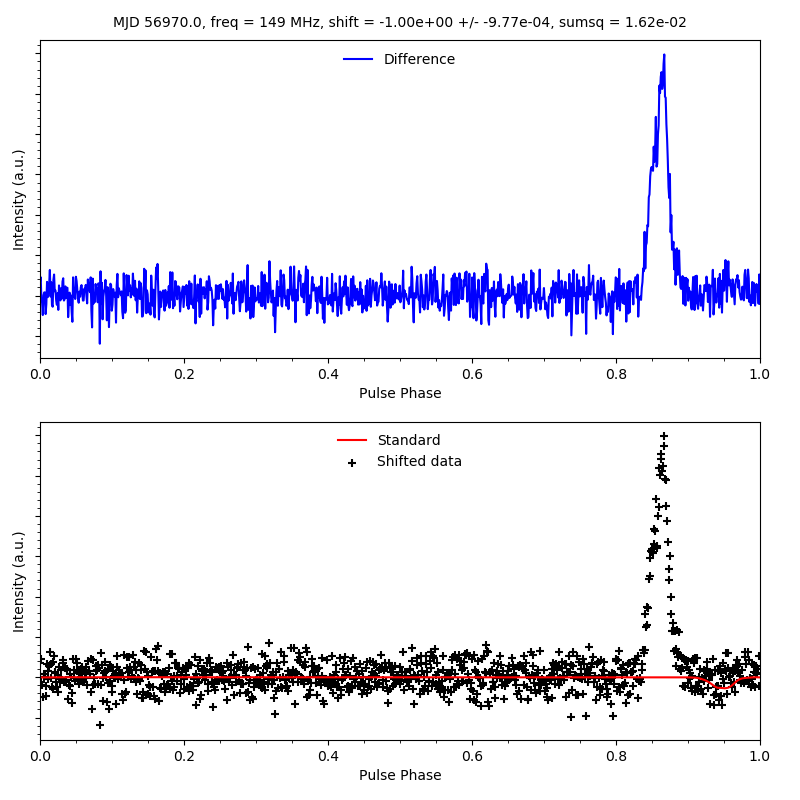 MJD 56970.0, freq = 149 MHz, shift = -1.00e+00 +/- -9.77e-04, sumsq = 1.62e-02
Difference
Intensity (a.u.)
0.0 0.2 0.4 0.6 0.8 1.0
Pulse Phase
Standard
Shifted data
Intensity (a.u.)
0.0 0.2 0.4 0.6 0.8 1.0
Pulse Phase